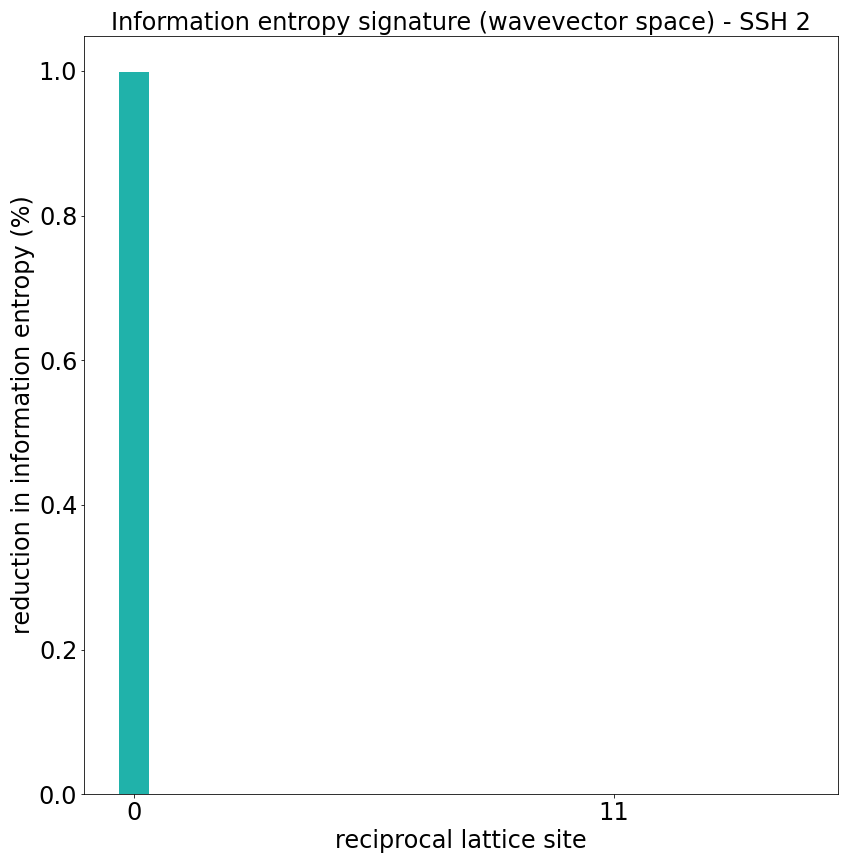 Information entropy signature (wavevector space) - SSH 2
reduction in information entropy (%)
1.0
0.8
0.6
0.4
0.2
0.0
0
11
reciprocal lattice site